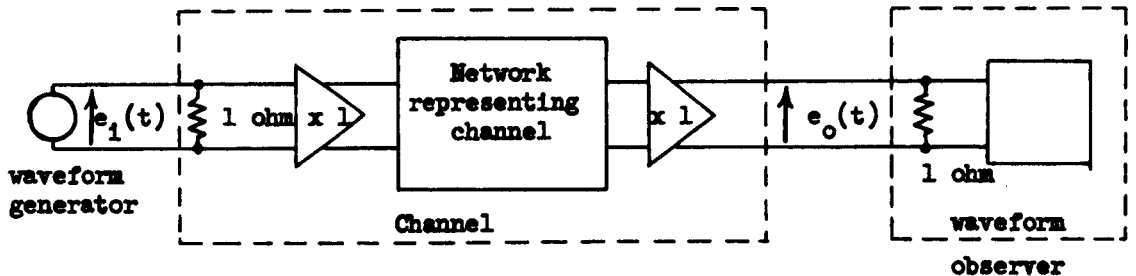 Network
representing
channel
e_i(t)
1 ohm
x 1
x 1
e_o(t)
1 ohm
waveform
generator
Channel
waveform
observer